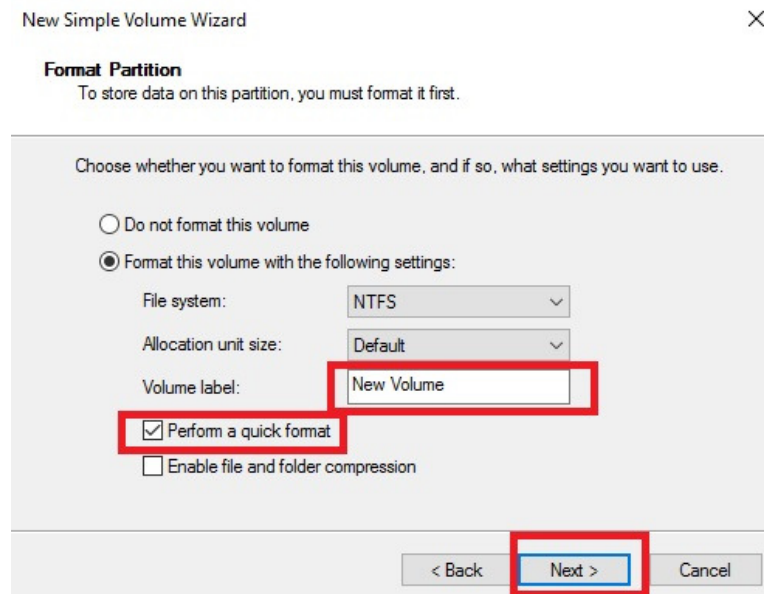 New Simple Volume Wizard
Format Partition
To store data on this partition, you must format it first.
Choose whether you want to format this volume, and if so, what settings you want to use.
Do not format this volume
Format this volume with the following settings:
File system: NTFS
Allocation unit size: Default
Volume label: New Volume
Perform a quick format
Enable file and folder compression
< Back Next > Cancel